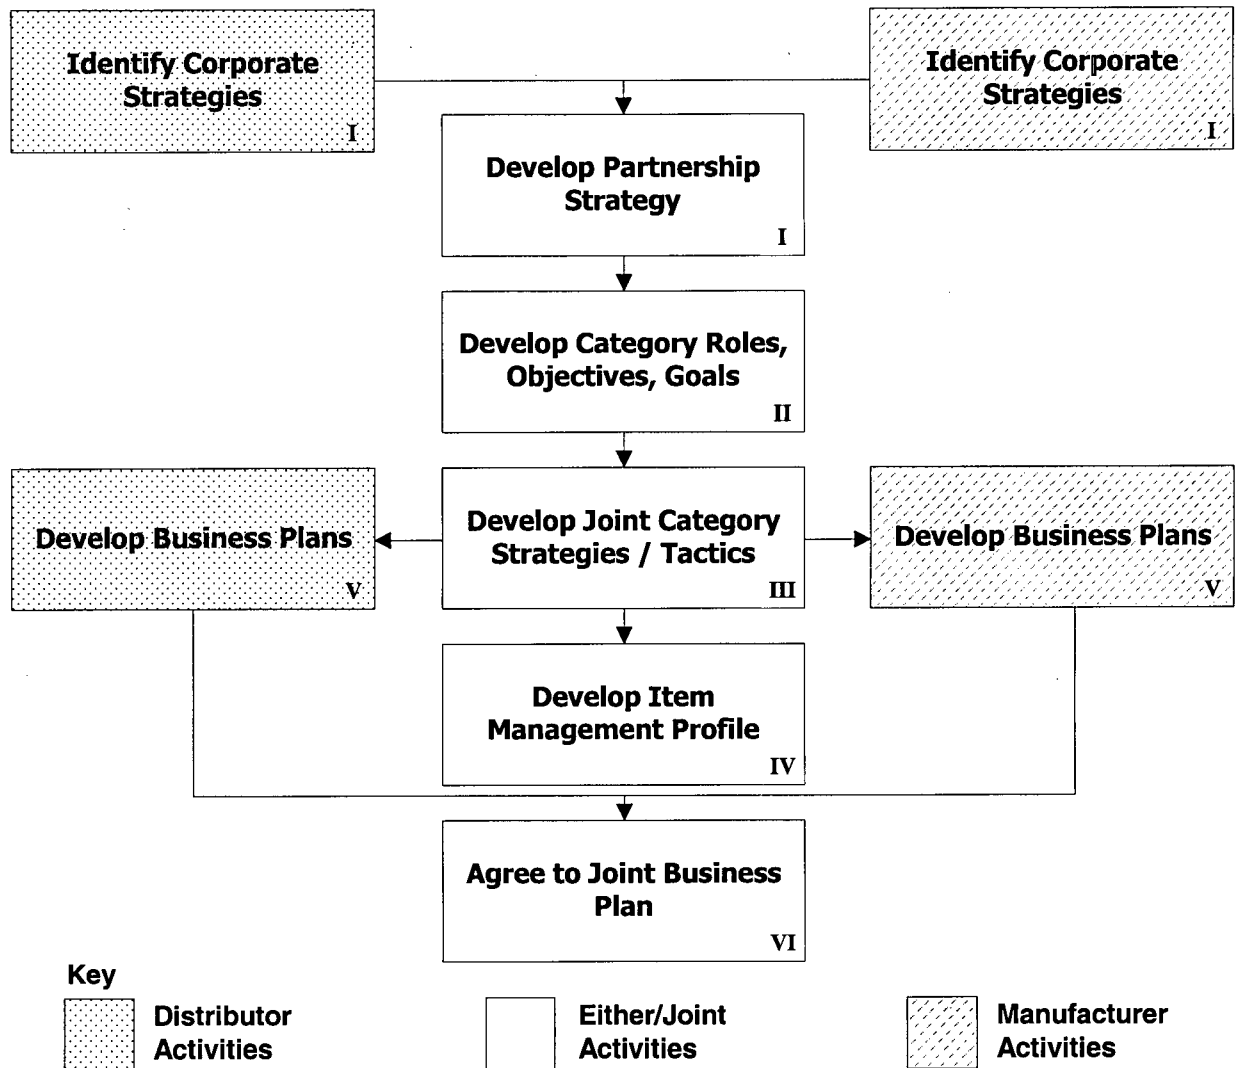 Identify Corporate
Strategies
I
Identify Corporate
Strategies
I
Develop Partnership
Strategy
I
Develop Category Roles,
Objectives, Goals
II
Develop Business Plans
V
Develop Joint Category
Strategies / Tactics
III
Develop Business Plans
V
Develop Item
Management Profile
IV
Agree to Joint Business
Plan
VI
Key
Distributor
Activities
Either/Joint
Activities
Manufacturer
Activities